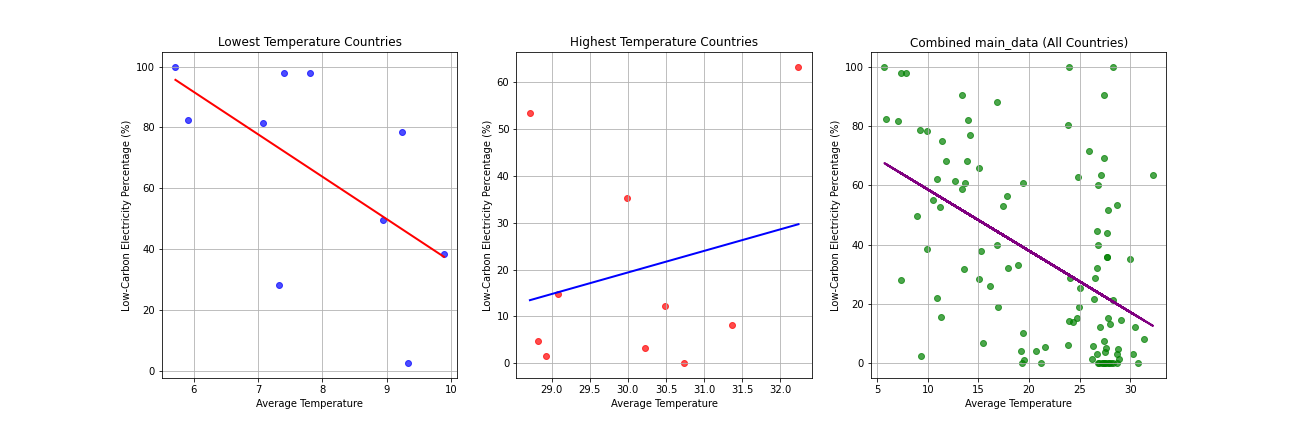 Lowest Temperature Countries
Low-Carbon Electricity Percentage (%)
100
80
60
40
20
0
6 7 8 9 10
Average Temperature
Highest Temperature Countries
Low-Carbon Electricity Percentage (%)
60
50
40
30
20
10
0
29.0 29.5 30.0 30.5 31.0 31.5 32.0
Average Temperature
Combined main_data (All Countries)
Low-Carbon Electricity Percentage (%)
100
80
60
40
20
0
5 10 15 20 25 30
Average Temperature